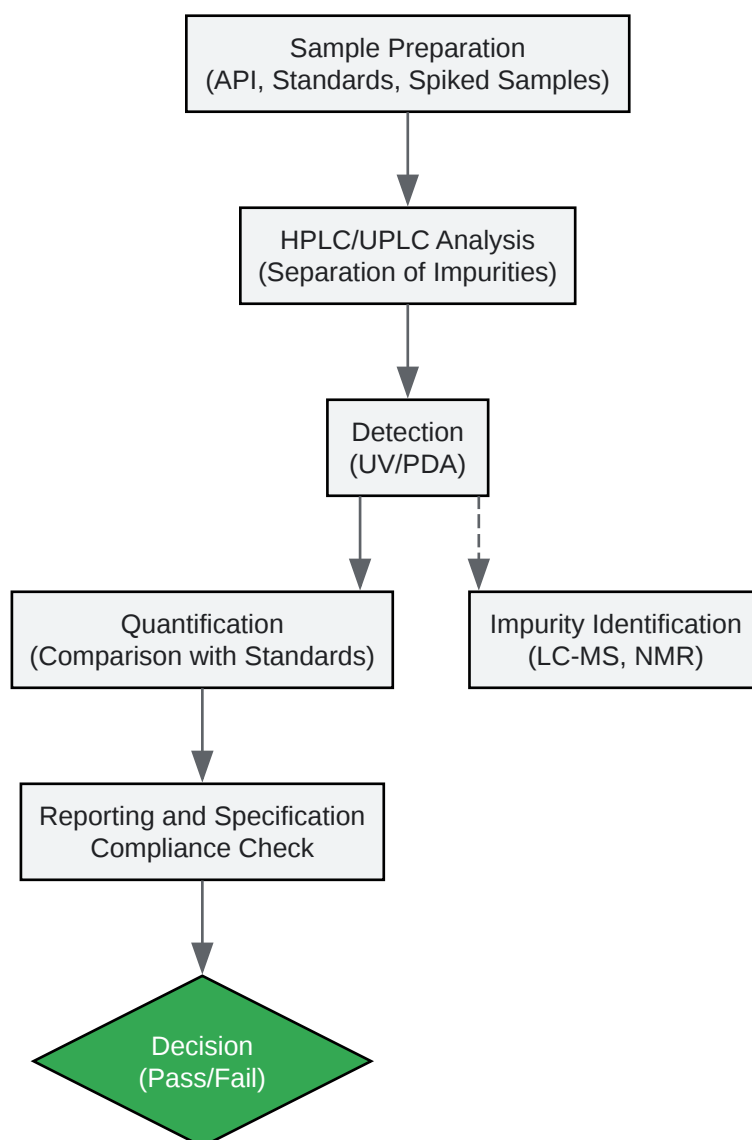 Sample Preparation
(API, Standards, Spiked Samples)
HPLC/UPLC Analysis
(Separation of Impurities)
Detection
(UV/PDA)
Quantification
(Comparison with Standards)
Impurity Identification
(LC-MS, NMR)
Reporting and Specification
Compliance Check
Decision
(Pass/Fail)